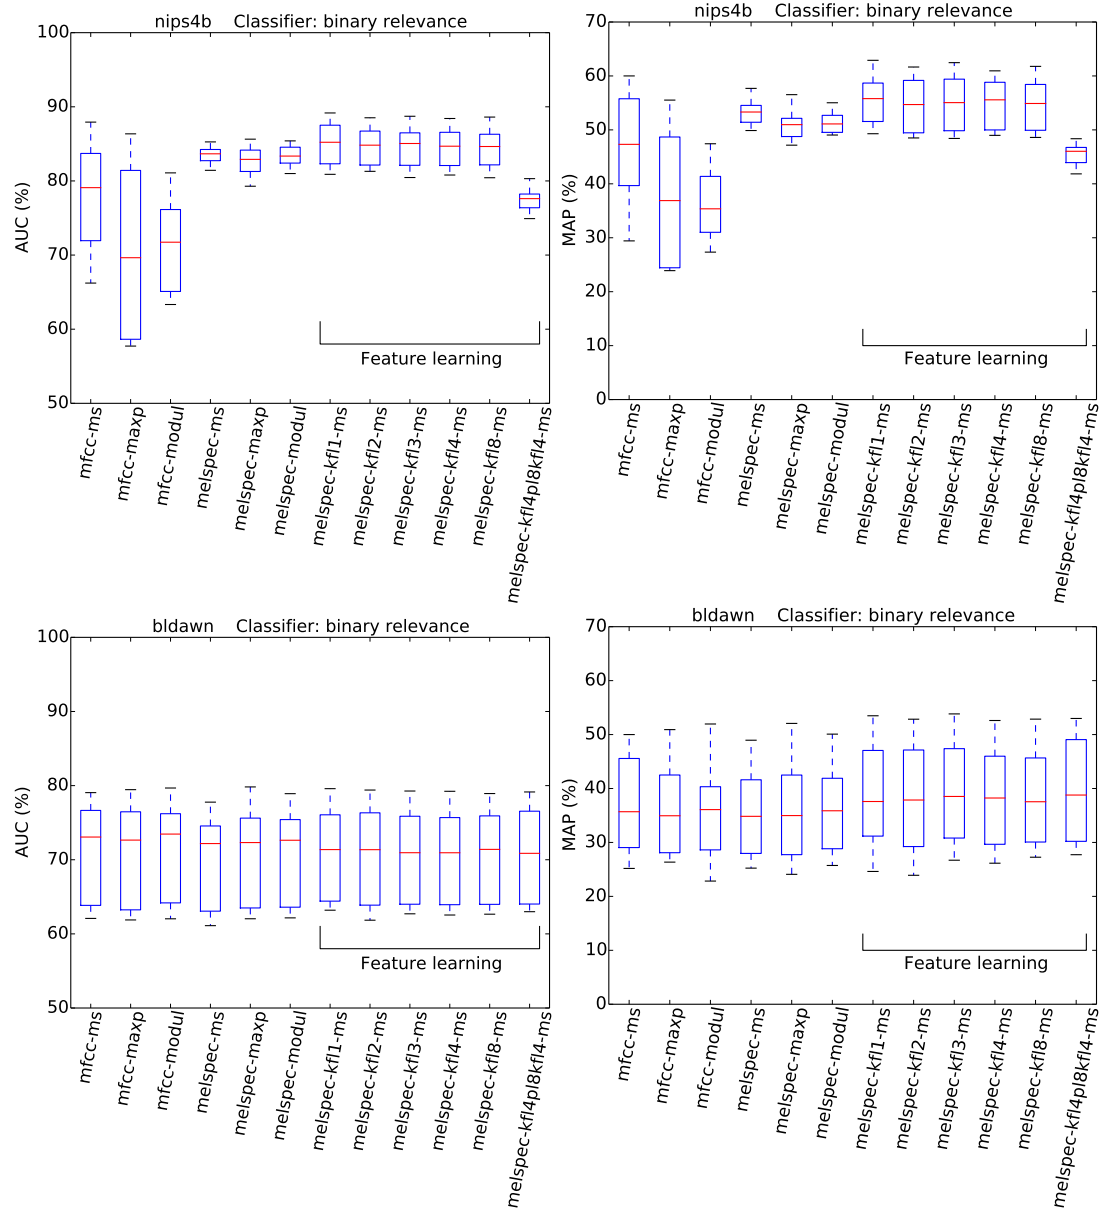 nips4b Classifier: binary relevance
100
90
80
70
60
50
AUC (%)
Feature learning
mfcc-ms
mfcc-maxp
mfcc-modul
melspec-ms
melspec-maxp
melspec-modul
melspec-kfl1-ms
melspec-kfl2-ms
melspec-kfl3-ms
melspec-kfl4-ms
melspec-kfl8-ms
melspec-kfl4pl8kfl4-ms
nips4b Classifier: binary relevance
70
60
50
40
30
20
10
0
MAP (%)
Feature learning
mfcc-ms
mfcc-maxp
mfcc-modul
melspec-ms
melspec-maxp
melspec-modul
melspec-kfl1-ms
melspec-kfl2-ms
melspec-kfl3-ms
melspec-kfl4-ms
melspec-kfl8-ms
melspec-kfl4pl8kfl4-ms
bldawn Classifier: binary relevance
100
90
80
70
60
50
AUC (%)
Feature learning
mfcc-ms
mfcc-maxp
mfcc-modul
melspec-ms
melspec-maxp
melspec-modul
melspec-kfl1-ms
melspec-kfl2-ms
melspec-kfl3-ms
melspec-kfl4-ms
melspec-kfl8-ms
melspec-kfl4pl8kfl4-ms
bldawn Classifier: binary relevance
70
60
50
40
30
20
10
0
MAP (%)
Feature learning
mfcc-ms
mfcc-maxp
mfcc-modul
melspec-ms
melspec-maxp
melspec-modul
melspec-kfl1-ms
melspec-kfl2-ms
melspec-kfl3-ms
melspec-kfl4-ms
melspec-kfl8-ms
melspec-kfl4pl8kfl4-ms